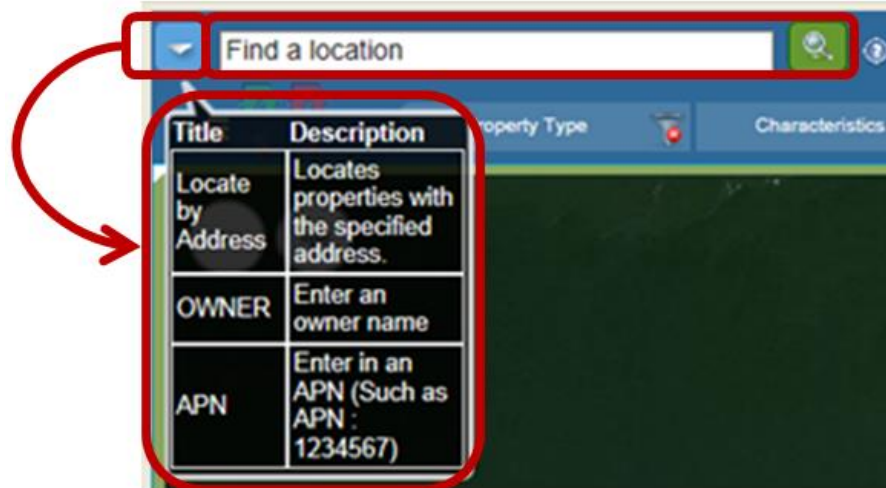 Find a location
roperty Type
Characteristics
Title Description
Locate
by
Address
Locates
properties with
the specified
address.
OWNER
Enter an
owner name
APN
Enter in an
APN (Such as
APN :
1234567)